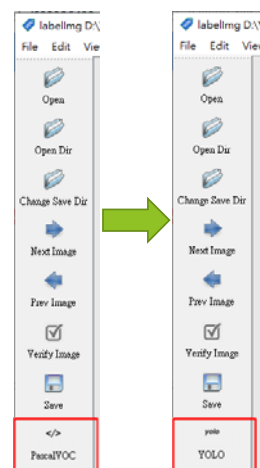 labelImg D:\
File Edit Vie
Open
Open Dir
Change Save Dir
Next Image
Prev Image
Verify Image
Save
</>
PascalVOC
labelImg D:\
File Edit Vie
Open
Open Dir
Change Save Dir
Next Image
Prev Image
Verify Image
Save
yolo
YOLO